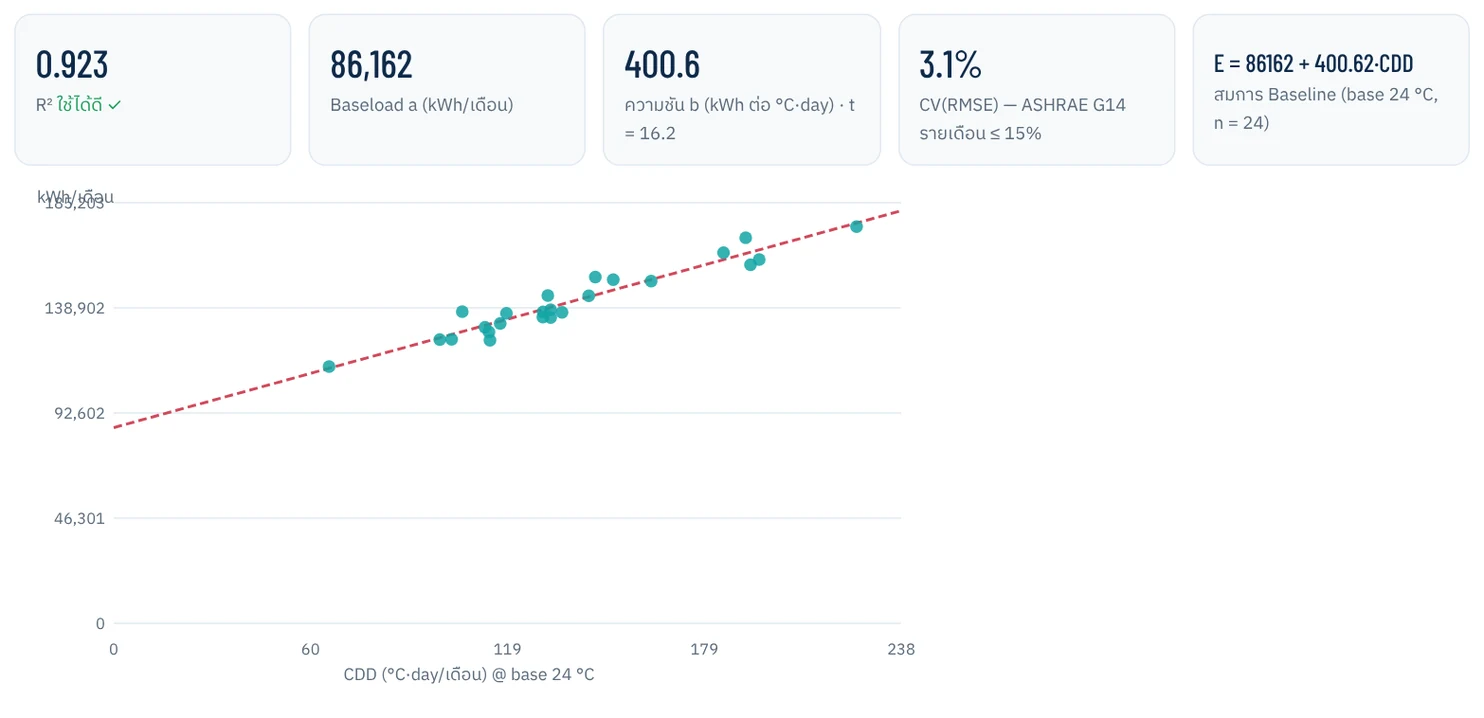 0.923
R² ใช้ได้ดี ✓
86,162
Baseload a (kWh/เดือน)
400.6
ความชัน b (kWh ต่อ °C·day) · t
= 16.2
3.1%
CV(RMSE) — ASHRAE G14
รายเดือน ≤ 15%
E = 86162 + 400.62·CDD
สมการ Baseline (base 24 °C,
n = 24)
kWh/เดือน
185,203
138,902
92,602
46,301
0
0 60 119 179 238
CDD (°C·day/เดือน) @ base 24 °C